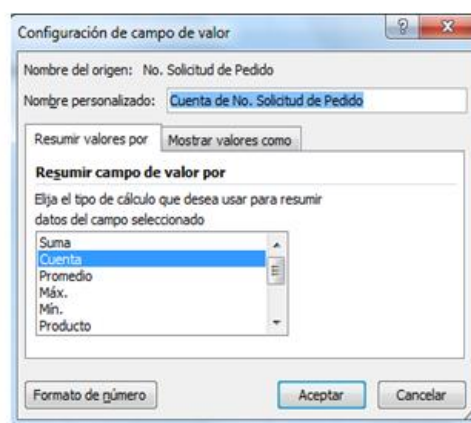 Configuración de campo de valor
Nombre del origen: No. Solicitud de Pedido
Nombre personalizado: Cuenta de No. Solicitud de Pedido
Resumir valores por Mostrar valores como
Resumir campo de valor por
Elija el tipo de cálculo que desea usar para resumir
datos del campo seleccionado
Suma
Cuenta
Promedio
Máx.
Mín.
Producto
Formato de número Aceptar Cancelar